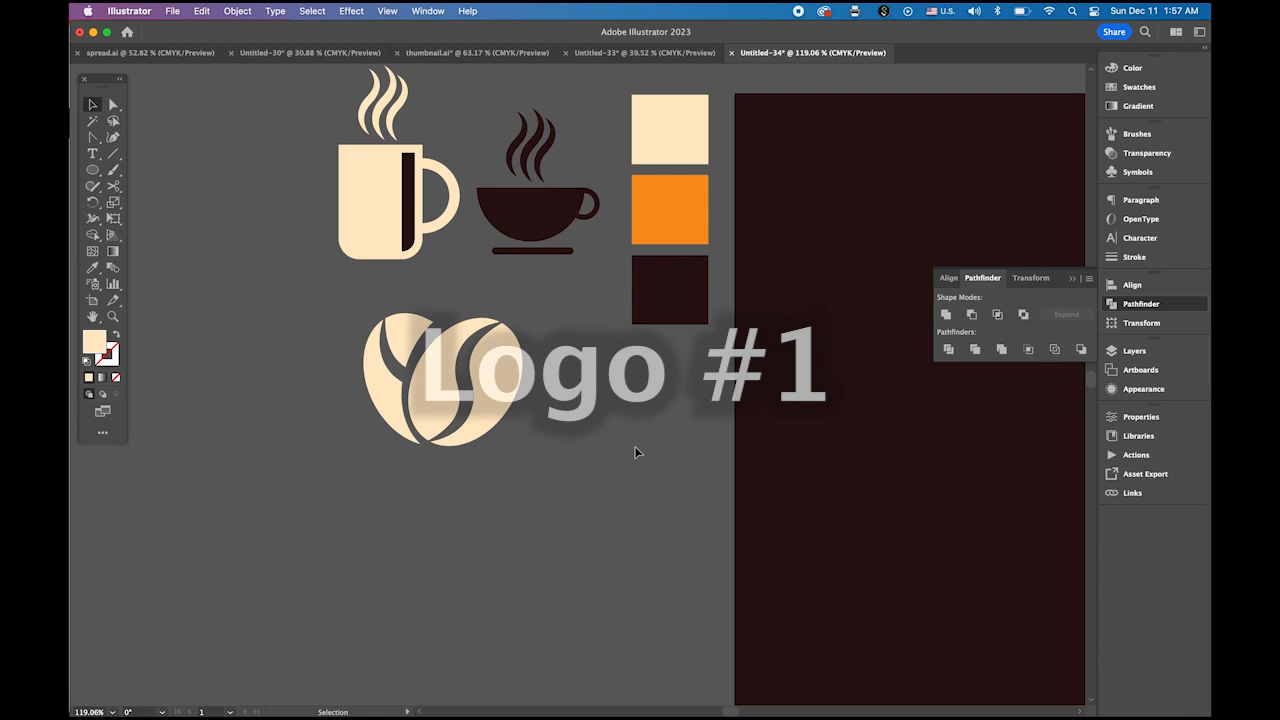 Illustrator File Edit Object Type Select Effect View Window Help U.S. Sun Dec 11 1:57 AM
Adobe Illustrator 2023
Share
spread.ai @ 52.82 % (CMYK/Preview) Untitled-30* @ 30.88 % (CMYK/Preview) thumbnail.ai* @ 63.17 % (CMYK/Preview) Untitled-33* @ 39.52 % (CMYK/Preview) Untitled-34* @ 119.06 % (CMYK/Preview)
Color
Swatches
Gradient
Brushes
Transparency
Symbols
Paragraph
OpenType
Character
Stroke
Align Pathfinder Transform
Shape Modes:
Expand
Pathfinders:
Align
Pathfinder
Transform
Layers
Artboards
Appearance
Properties
Libraries
Actions
Asset Export
Links
Logo #1
119.06% 0° 1 Selection